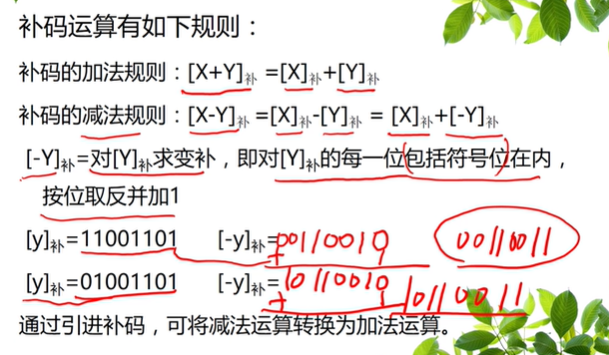 补码运算有如下规则：
补码的加法规则：[X+Y]补 =[X]补+[Y]补
补码的减法规则：[X-Y]补 =[X]补-[Y]补 = [X]补+[-Y]补
[-Y]补=对[Y]补求变补，即对[Y]补的每一位(包括符号位)在内，
按位取反并加1
[y]补=11001101 [-y]补=00110010 00110011
[y]补=01001101 [-y]补=10110010 10110011
通过引进补码，可将减法运算转换为加法运算。